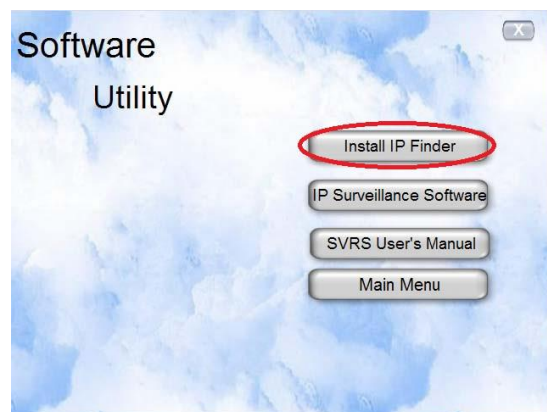 Software
Utility
X
Install IP Finder
IP Surveillance Software
SVRS User's Manual
Main Menu